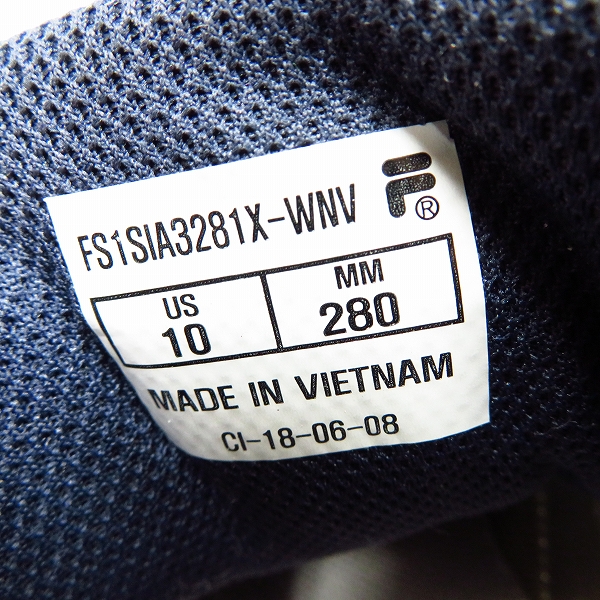 FS1SIA3281X-WNV
F®
US MM
10 280
MADE IN VIETNAM
CI-18-06-08